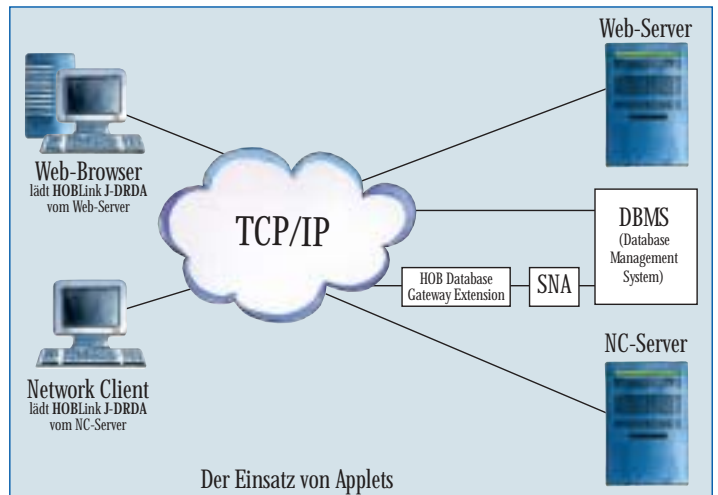 Web-Server
Web-Browser
lädt HOBLink J-DRDA
vom Web-Server
TCP/IP
DBMS
(Database
Management
System)
HOB Database
Gateway Extension
SNA
Network Client
lädt HOBLink J-DRDA
vom NC-Server
NC-Server
Der Einsatz von Applets